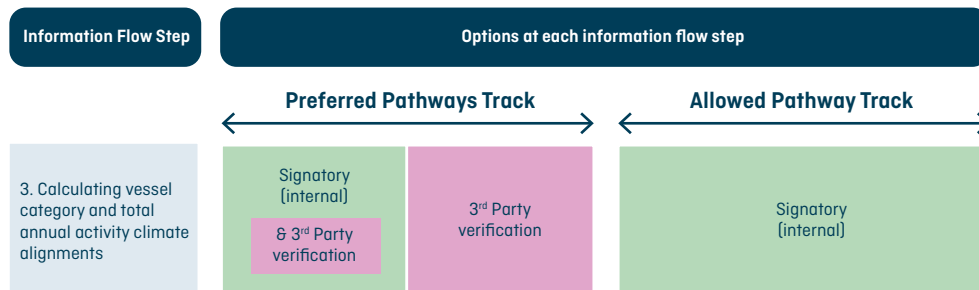 Information Flow Step
Options at each information flow step
Preferred Pathways Track
Allowed Pathway Track
3. Calculating vessel
category and total
annual activity climate
alignments
Signatory
(internal)
& 3rd Party
verification
3rd Party
verification
Signatory
(internal)